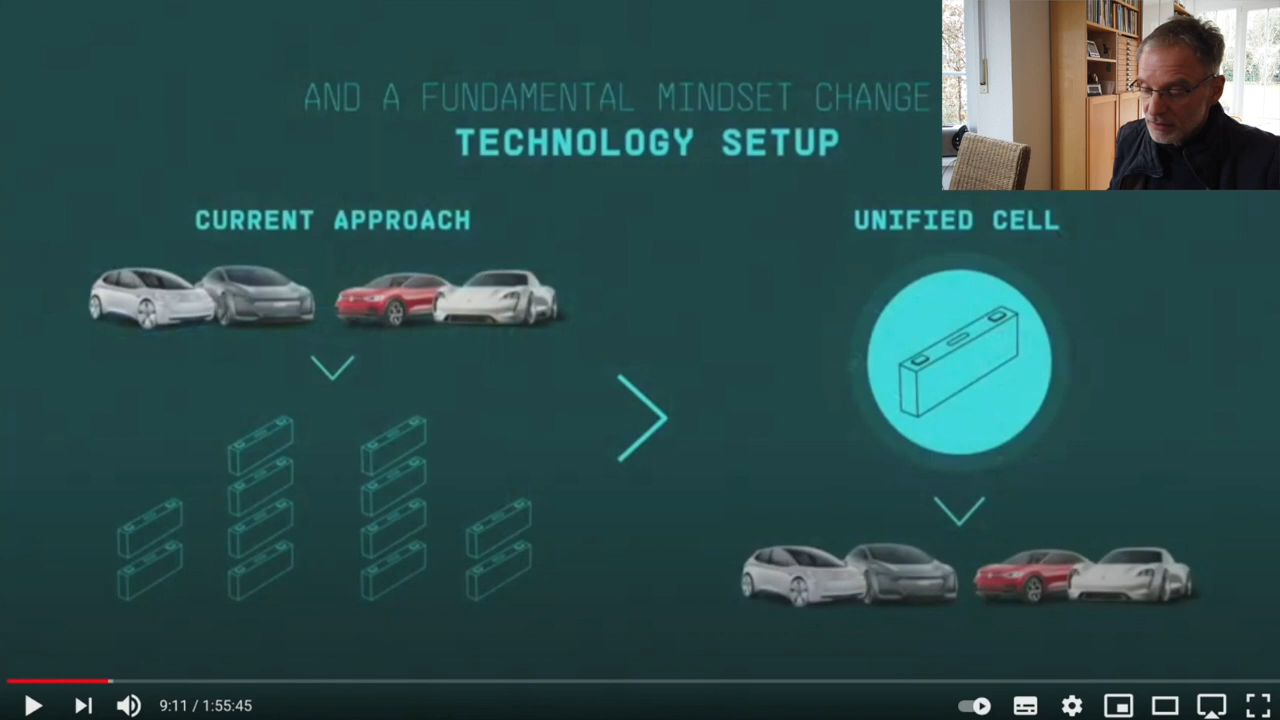 AND A FUNDAMENTAL MINDSET CHANGE
TECHNOLOGY SETUP
CURRENT APPROACH
UNIFIED CELL
9:11 / 1:55:45